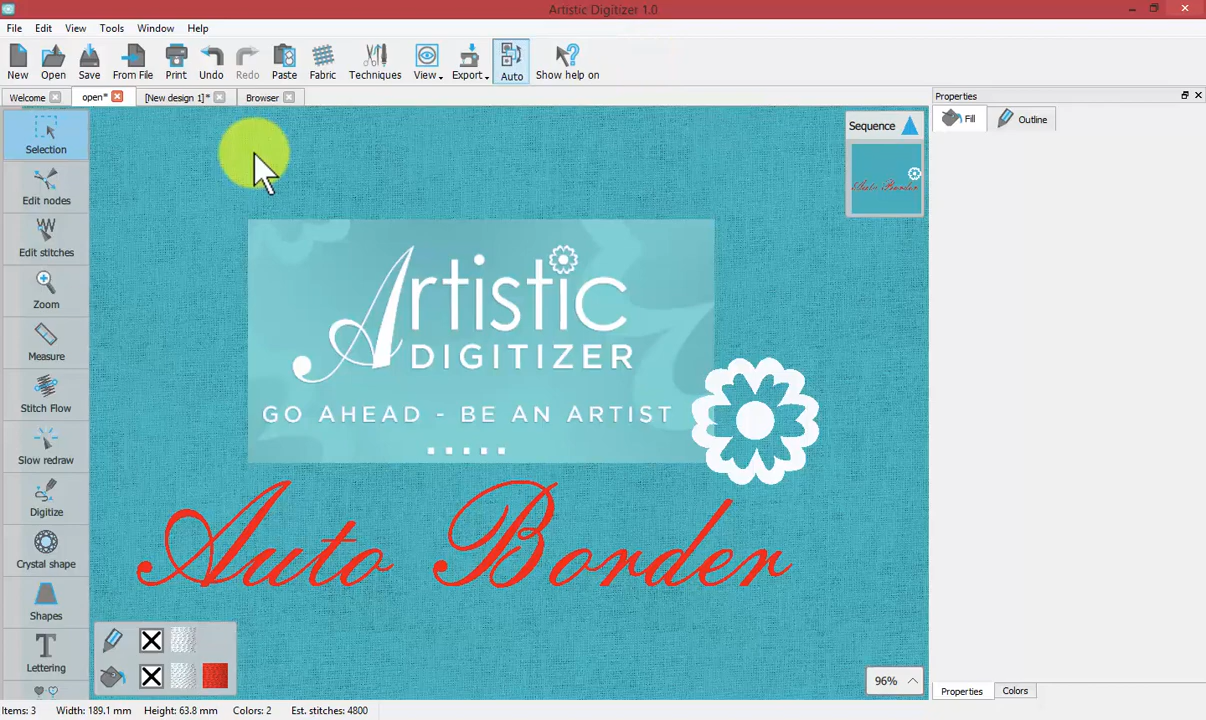 Artistic Digitizer 1.0
File Edit View Tools Window Help
New Open Save From File Print Undo Redo Paste Fabric Techniques View Export Auto Show help on
Welcome open* [New design 1]* Browser
Properties
Fill Outline
Selection
Edit nodes
Edit stitches
Zoom
Measure
Stitch Flow
Slow redraw
Digitize
Crystal shape
Shapes
Lettering
Sequence
Auto Border
Artistic
DIGITIZER
GO AHEAD - BE AN ARTIST
Auto Border
96%
Properties Colors
Items: 3 Width: 189.1 mm Height: 63.8 mm Colors: 2 Est. stitches: 4800